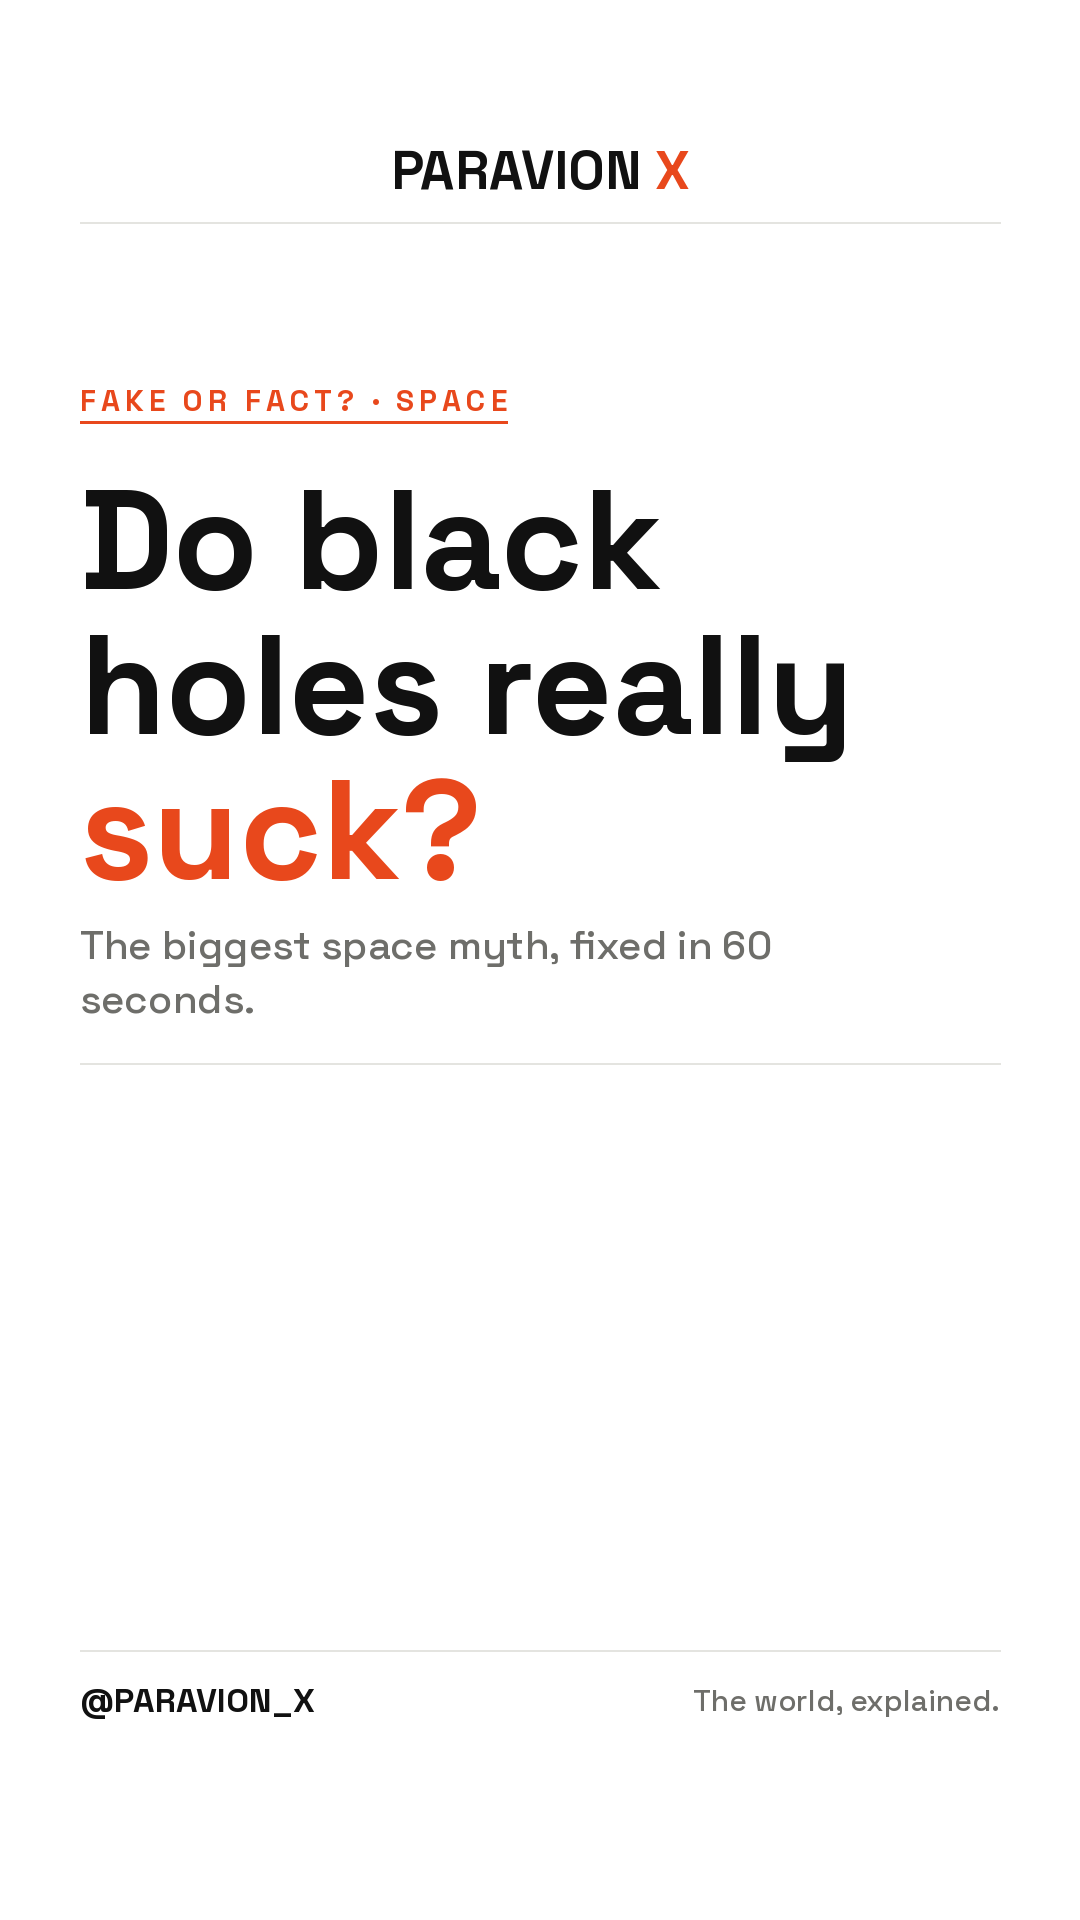 PARAVION X
FAKE OR FACT? · SPACE
Do black
holes really
suck?
The biggest space myth, fixed in 60
seconds.
@PARAVION_X
The world, explained.